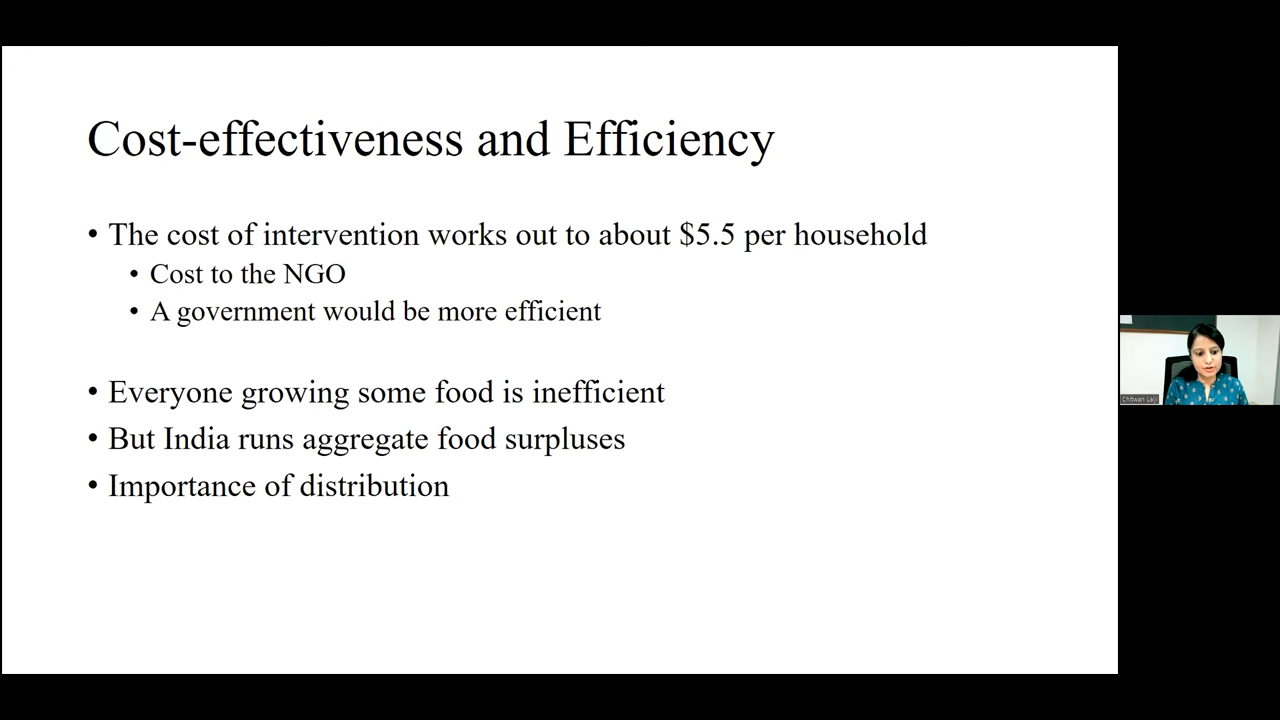 Cost-effectiveness and Efficiency
• The cost of intervention works out to about $5.5 per household
• Cost to the NGO
• A government would be more efficient
• Everyone growing some food is inefficient
• But India runs aggregate food surpluses
• Importance of distribution
Chitwan Lalji